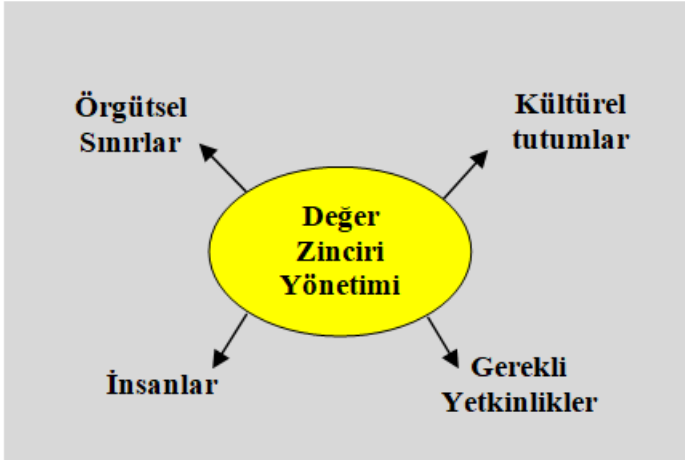 Örgütsel
Sınırlar
Kültürel
tutumlar
Değer
Zinciri
Yönetimi
İnsanlar
Gerekli
Yetkinlikler